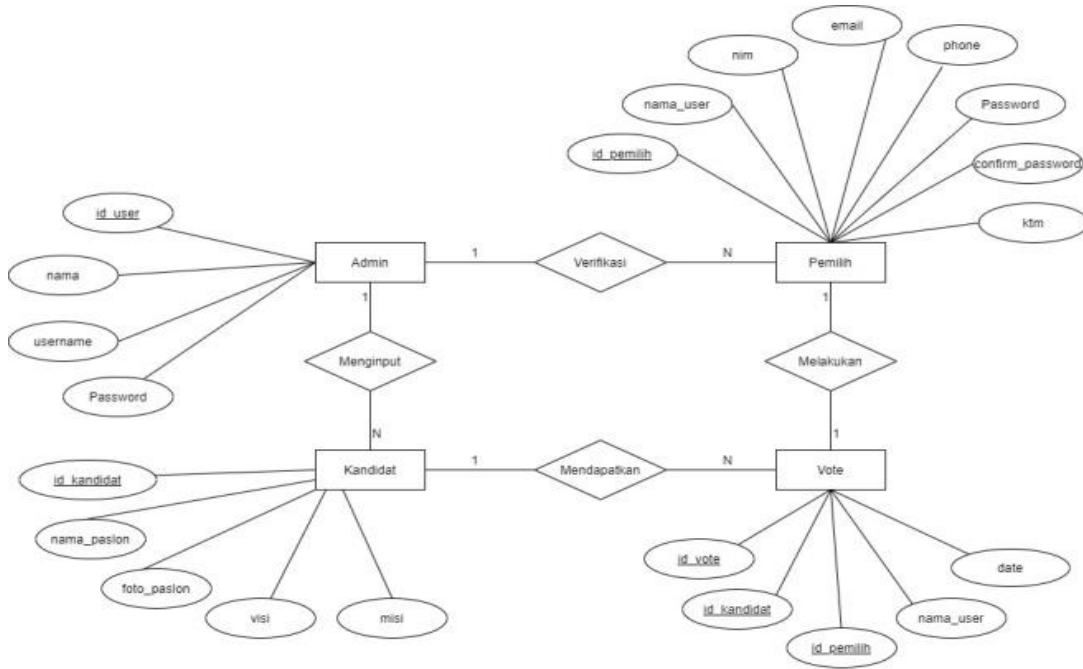 email
phone
nim
Password
nama_user
id_pemilih
confirm_password
ktm
id_user
nama
username
Password
Admin
1
Verifikasi
N
Pemilih
1
1
Menginput
Melakukan
N
1
Kandidat
1
Mendapatkan
N
Vote
id_kandidat
nama_paslon
foto_paslon
visi
misi
id_vote
id_kandidat
id_pemilih
nama_user
date